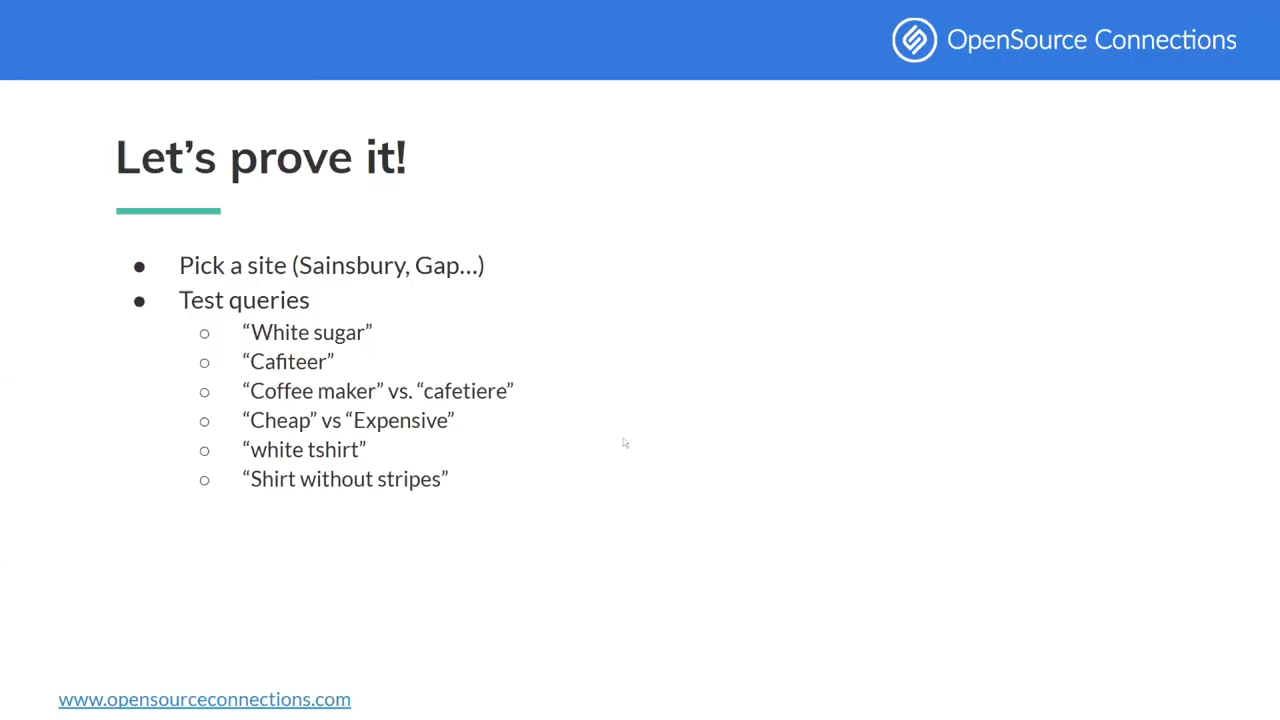 OpenSource Connections
Let’s prove it!
● Pick a site (Sainsbury, Gap…)
● Test queries
○ “White sugar”
○ “Cafiteer”
○ “Coffee maker” vs. “cafetiere”
○ “Cheap” vs “Expensive”
○ “white tshirt”
○ “Shirt without stripes”
www.opensourceconnections.com